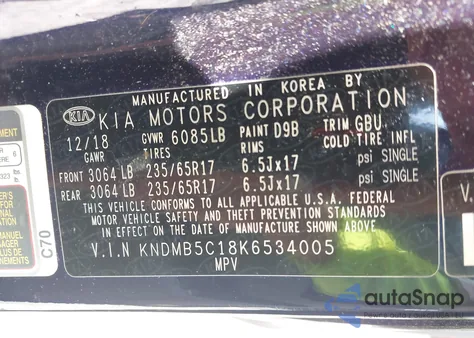 MANUFACTURED IN KOREA BY
KIA KIA MOTORS CORPORATION
12/18 GVWR 6085LB PAINT D9B TRIM GBU
GAWR TIRES RIMS COLD TIRE INFL
FRONT 3064 LB 235/65R17 6.5Jx17 psi SINGLE
REAR 3064 LB 235/65R17 6.5Jx17 psi SINGLE
THIS VEHICLE CONFORMS TO ALL APPLICABLE U.S.A. FEDERAL
MOTOR VEHICLE SAFETY AND THEFT PREVENTION STANDARDS
IN EFFECT ON THE DATE OF MANUFACTURE SHOWN ABOVE.
V.I.N KNDMB5C18K6534005
MPV
C70
autoSnap